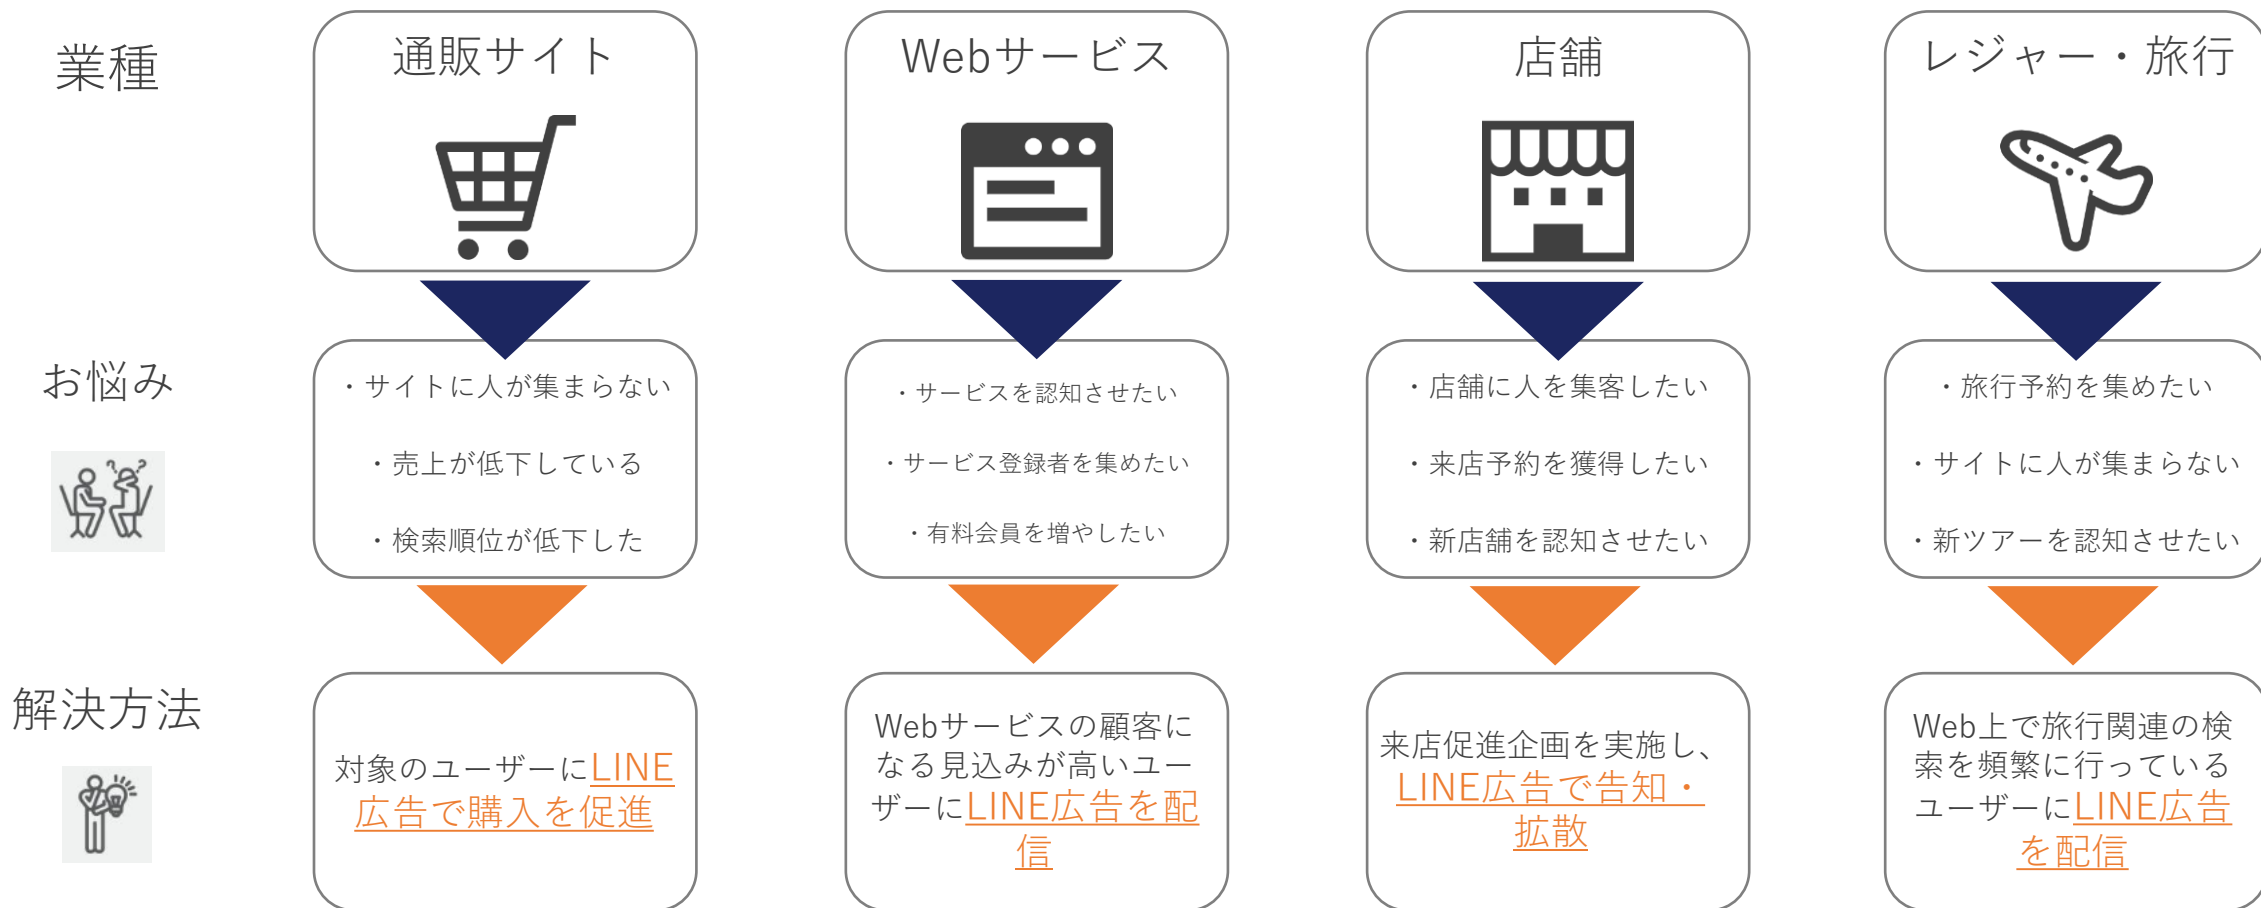 業種
通販サイト
Webサービス
店舗
レジャー・旅行
お悩み
・サイトに人が集まらない
・売上が低下している
・検索順位が低下した
・サービスを認知させたい
・サービス登録者を集めたい
・有料会員を増やしたい
・店舗に人を集客したい
・来店予約を獲得したい
・新店舗を認知させたい
・旅行予約を集めたい
・サイトに人が集まらない
・新ツアーを認知させたい
解決方法
対象のユーザーにLINE
広告で購入を促進
Webサービスの顧客に
なる見込みが高いユー
ザーにLINE広告を配
信
来店促進企画を実施し、
LINE広告で告知・
拡散
Web上で旅行関連の検
索を頻繁に行っている
ユーザーにLINE広告
を配信